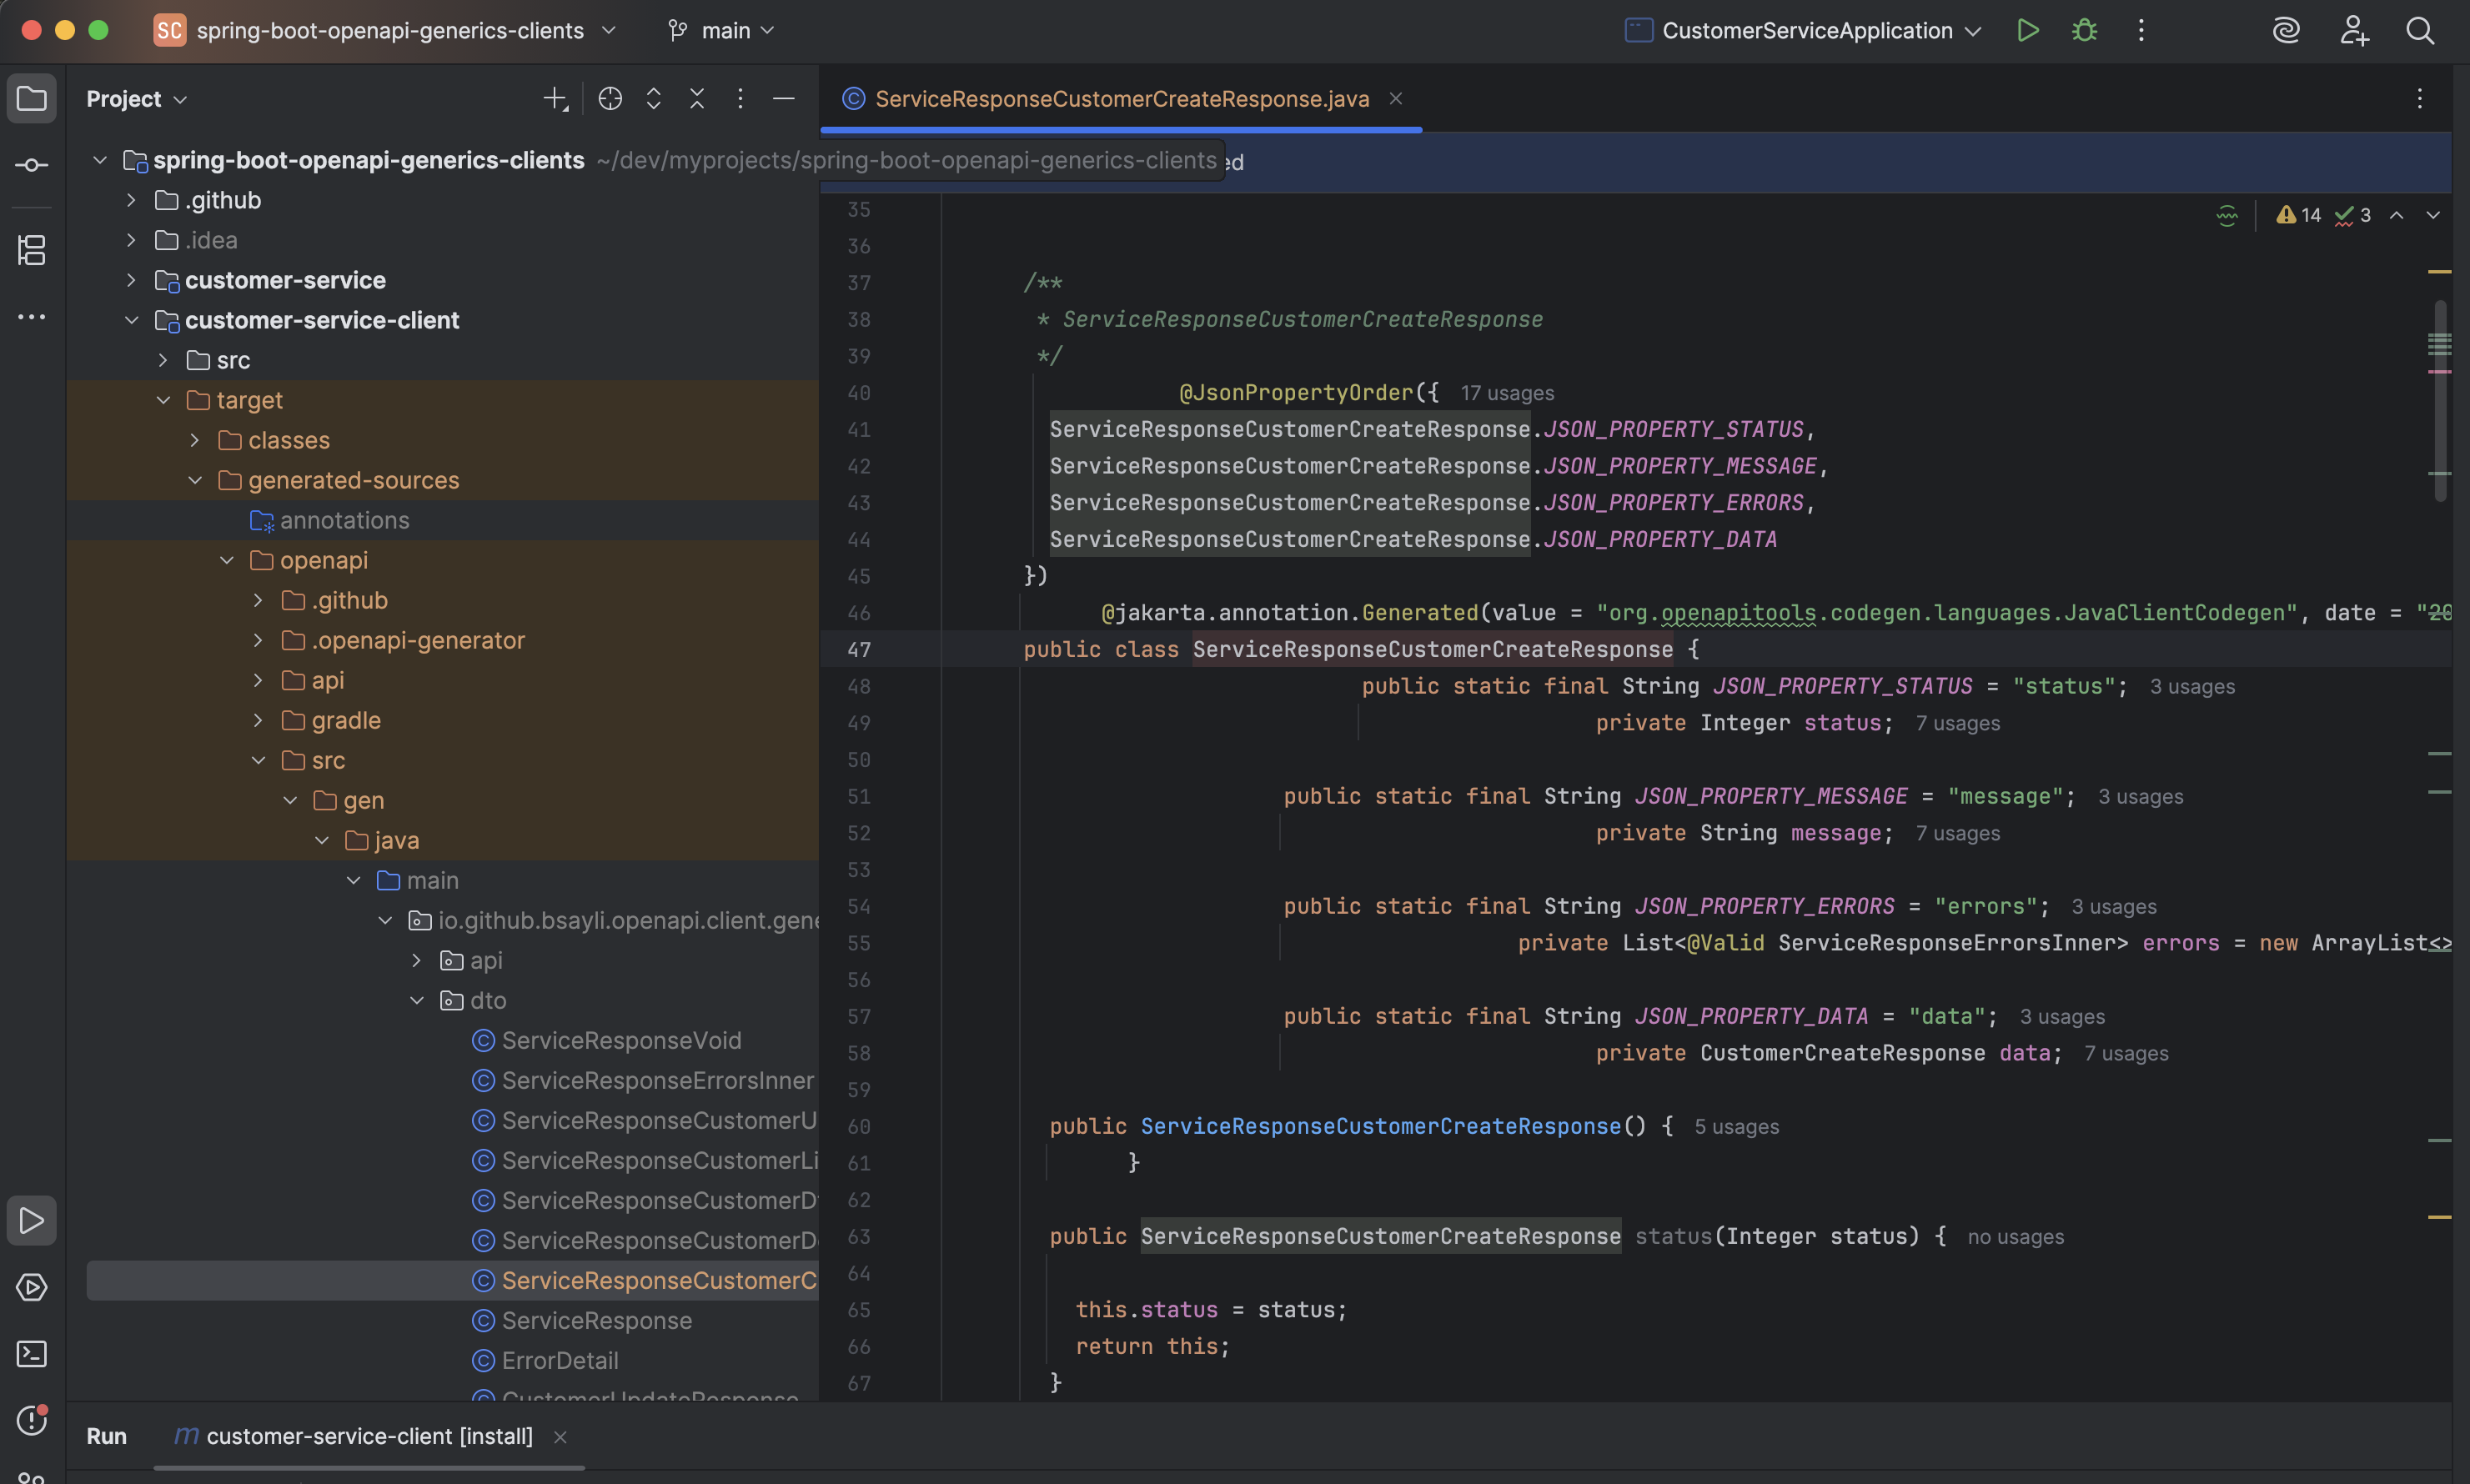 SC spring-boot-openapi-generics-clients main CustomerServiceApplication
Project
ServiceResponseCustomerCreateResponse.java
spring-boot-openapi-generics-clients ~/dev/myprojects/spring-boot-openapi-generics-clients
.github
.idea
customer-service
customer-service-client
src
target
classes
generated-sources
annotations
openapi
.github
.openapi-generator
api
gradle
src
gen
java
main
io.github.bsayli.openapi.client.gene
api
dto
ServiceResponseVoid
ServiceResponseErrorsInner
ServiceResponseCustomerU
ServiceResponseCustomerLi
ServiceResponseCustomerD
ServiceResponseCustomerD
ServiceResponseCustomerC
ServiceResponse
ErrorDetail
CustomerUpdateResponse
14 3
35
36
37 /**
38 * ServiceResponseCustomerCreateResponse
39 */
40 @JsonPropertyOrder({ 17 usages
41 ServiceResponseCustomerCreateResponse.JSON_PROPERTY_STATUS,
42 ServiceResponseCustomerCreateResponse.JSON_PROPERTY_MESSAGE,
43 ServiceResponseCustomerCreateResponse.JSON_PROPERTY_ERRORS,
44 ServiceResponseCustomerCreateResponse.JSON_PROPERTY_DATA
45 })
46 @jakarta.annotation.Generated(value = "org.openapitools.codegen.languages.JavaClientCodegen", date = "20
47 public class ServiceResponseCustomerCreateResponse {
48 public static final String JSON_PROPERTY_STATUS = "status"; 3 usages
49 private Integer status; 7 usages
50
51 public static final String JSON_PROPERTY_MESSAGE = "message"; 3 usages
52 private String message; 7 usages
53
54 public static final String JSON_PROPERTY_ERRORS = "errors"; 3 usages
55 private List<@Valid ServiceResponseErrorsInner> errors = new ArrayList<>
56
57 public static final String JSON_PROPERTY_DATA = "data"; 3 usages
58 private CustomerCreateResponse data; 7 usages
59
60 public ServiceResponseCustomerCreateResponse() { 5 usages
61 }
62
63 public ServiceResponseCustomerCreateResponse status(Integer status) { no usages
64
65 this.status = status;
66 return this;
67 }
Run m customer-service-client [install]